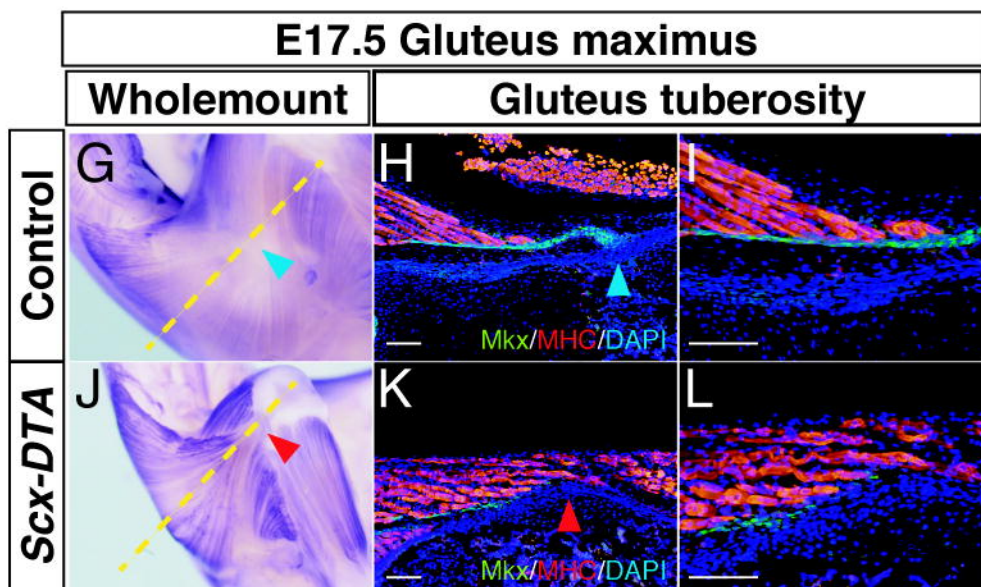 E17.5 Gluteus maximus
Wholemount
Gluteus tuberosity
Control
G
H
I
Mkx/MHC/DAPI
Scx-DTA
J
K
L
Mkx/MHC/DAPI